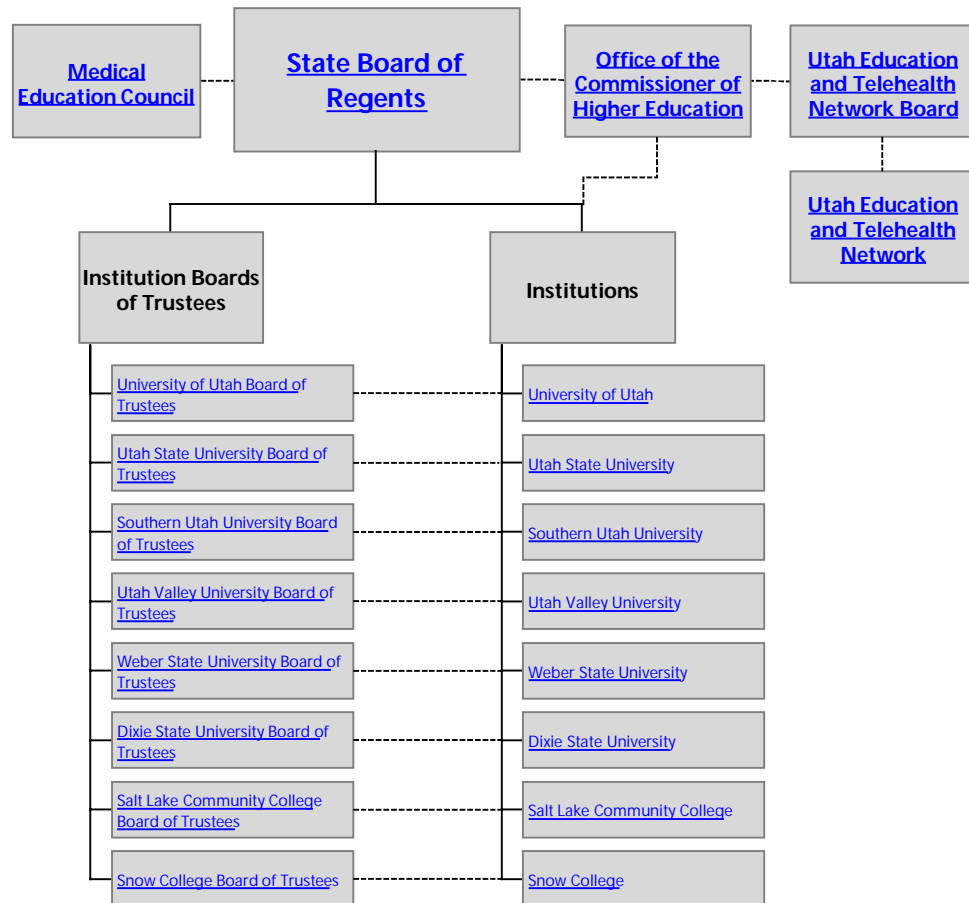 Medical
Education Council
State Board of
Regents
Office of the
Commissioner of
Higher Education
Utah Education
and Telehealth
Network Board
Utah Education
and Telehealth
Network
Institution Boards
of Trustees
Institutions
University of Utah Board of
Trustees
University of Utah
Utah State University Board of
Trustees
Utah State University
Southern Utah University Board
of Trustees
Southern Utah University
Utah Valley University Board of
Trustees
Utah Valley University
Weber State University Board of
Trustees
Weber State University
Dixie State University Board of
Trustees
Dixie State University
Salt Lake Community College
Board of Trustees
Salt Lake Community College
Snow College Board of Trustees
Snow College